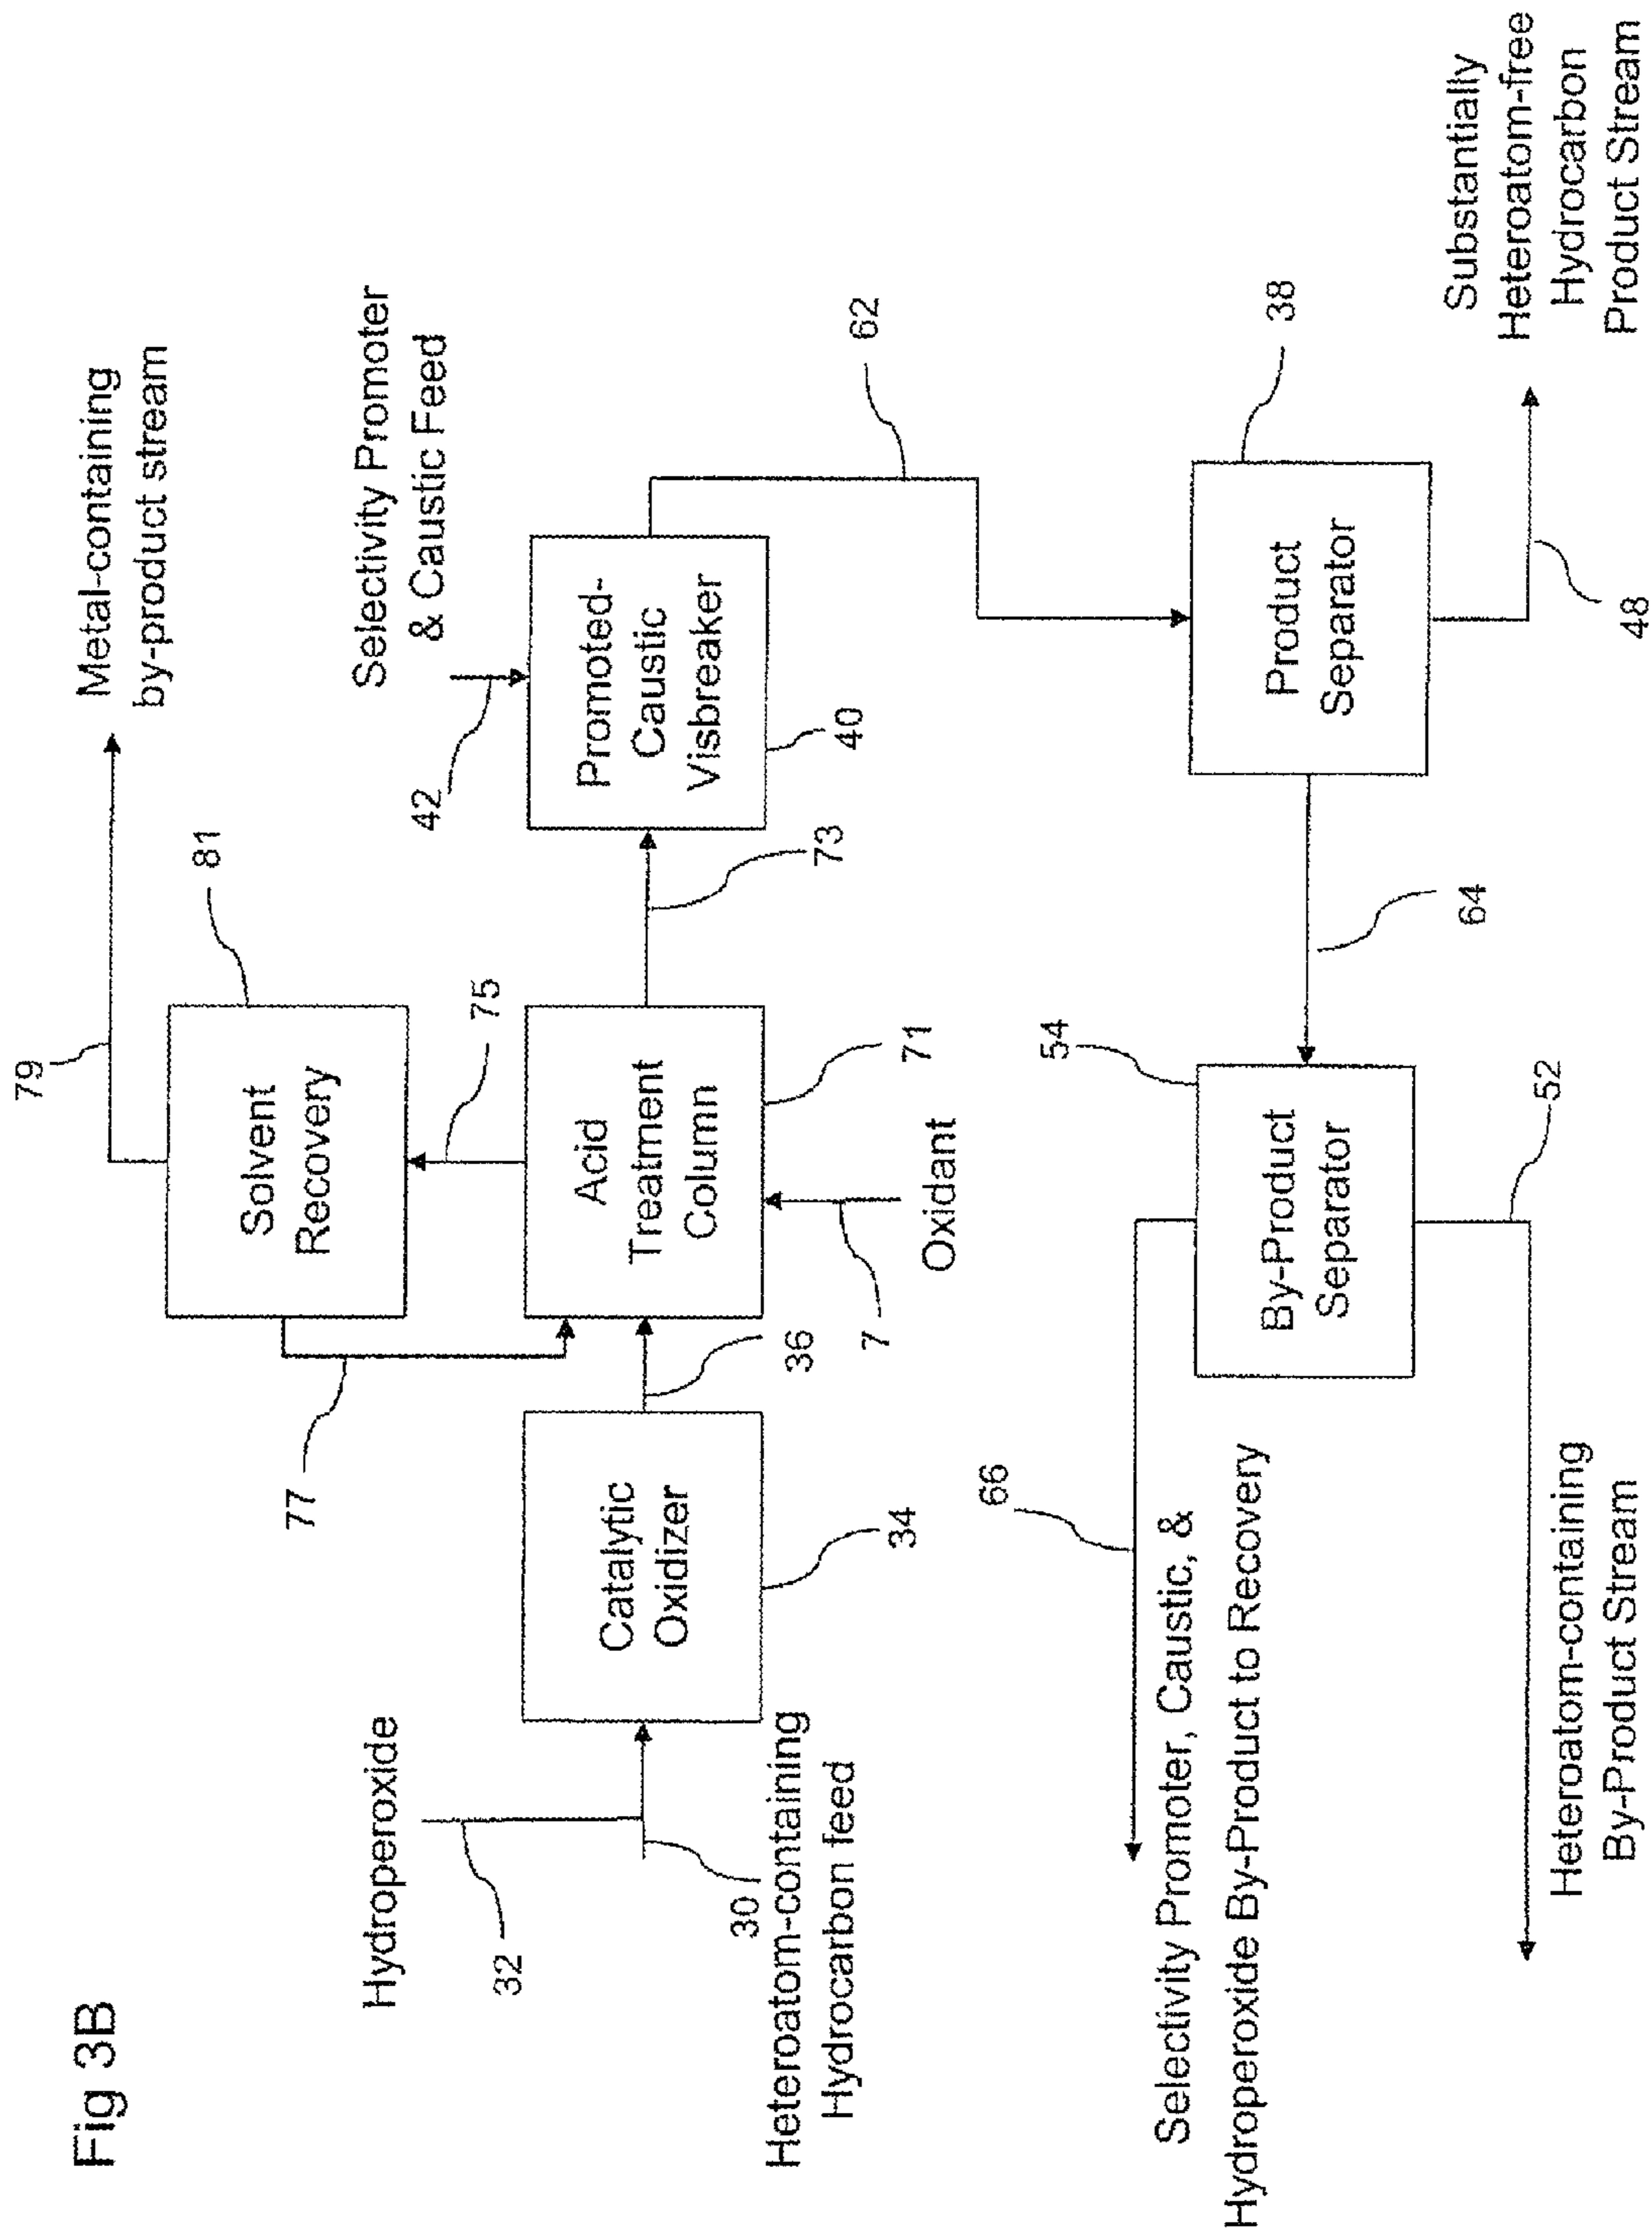 Fig 3B
79
Metal-containing
by-product stream
81
Solvent
Recovery
77
75
Selectivity Promoter
& Caustic Feed
42
Hydroperoxide
32
30
Heteroatom-containing
Hydrocarbon feed
Catalytic
Oxidizer
34
36
Acid
Treatment
Column
71
7
Oxidant
73
Promoted-
Caustic
Visbreaker
40
62
38
Product
Separator
64
54
By-Product
Separator
66
Selectivity Promoter, Caustic, &
Hydroperoxide By-Product to Recovery
52
Heteroatom-containing
By-Product Stream
48
Substantially
Heteroatom-free
Hydrocarbon
Product Stream